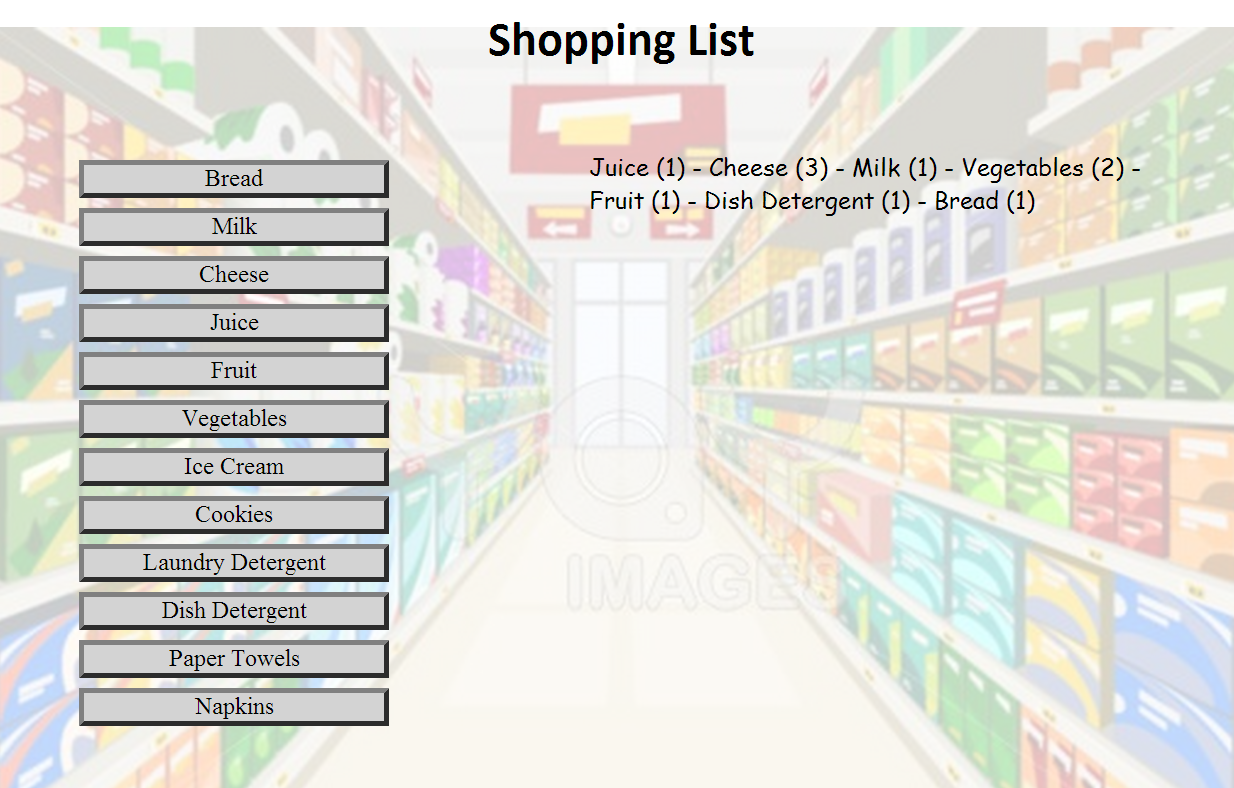 Shopping List
Juice (1) - Cheese (3) - Milk (1) - Vegetables (2) -
Fruit (1) - Dish Detergent (1) - Bread (1)
Bread
Milk
Cheese
Juice
Fruit
Vegetables
Ice Cream
Cookies
Laundry Detergent
Dish Detergent
Paper Towels
Napkins
IMAGES